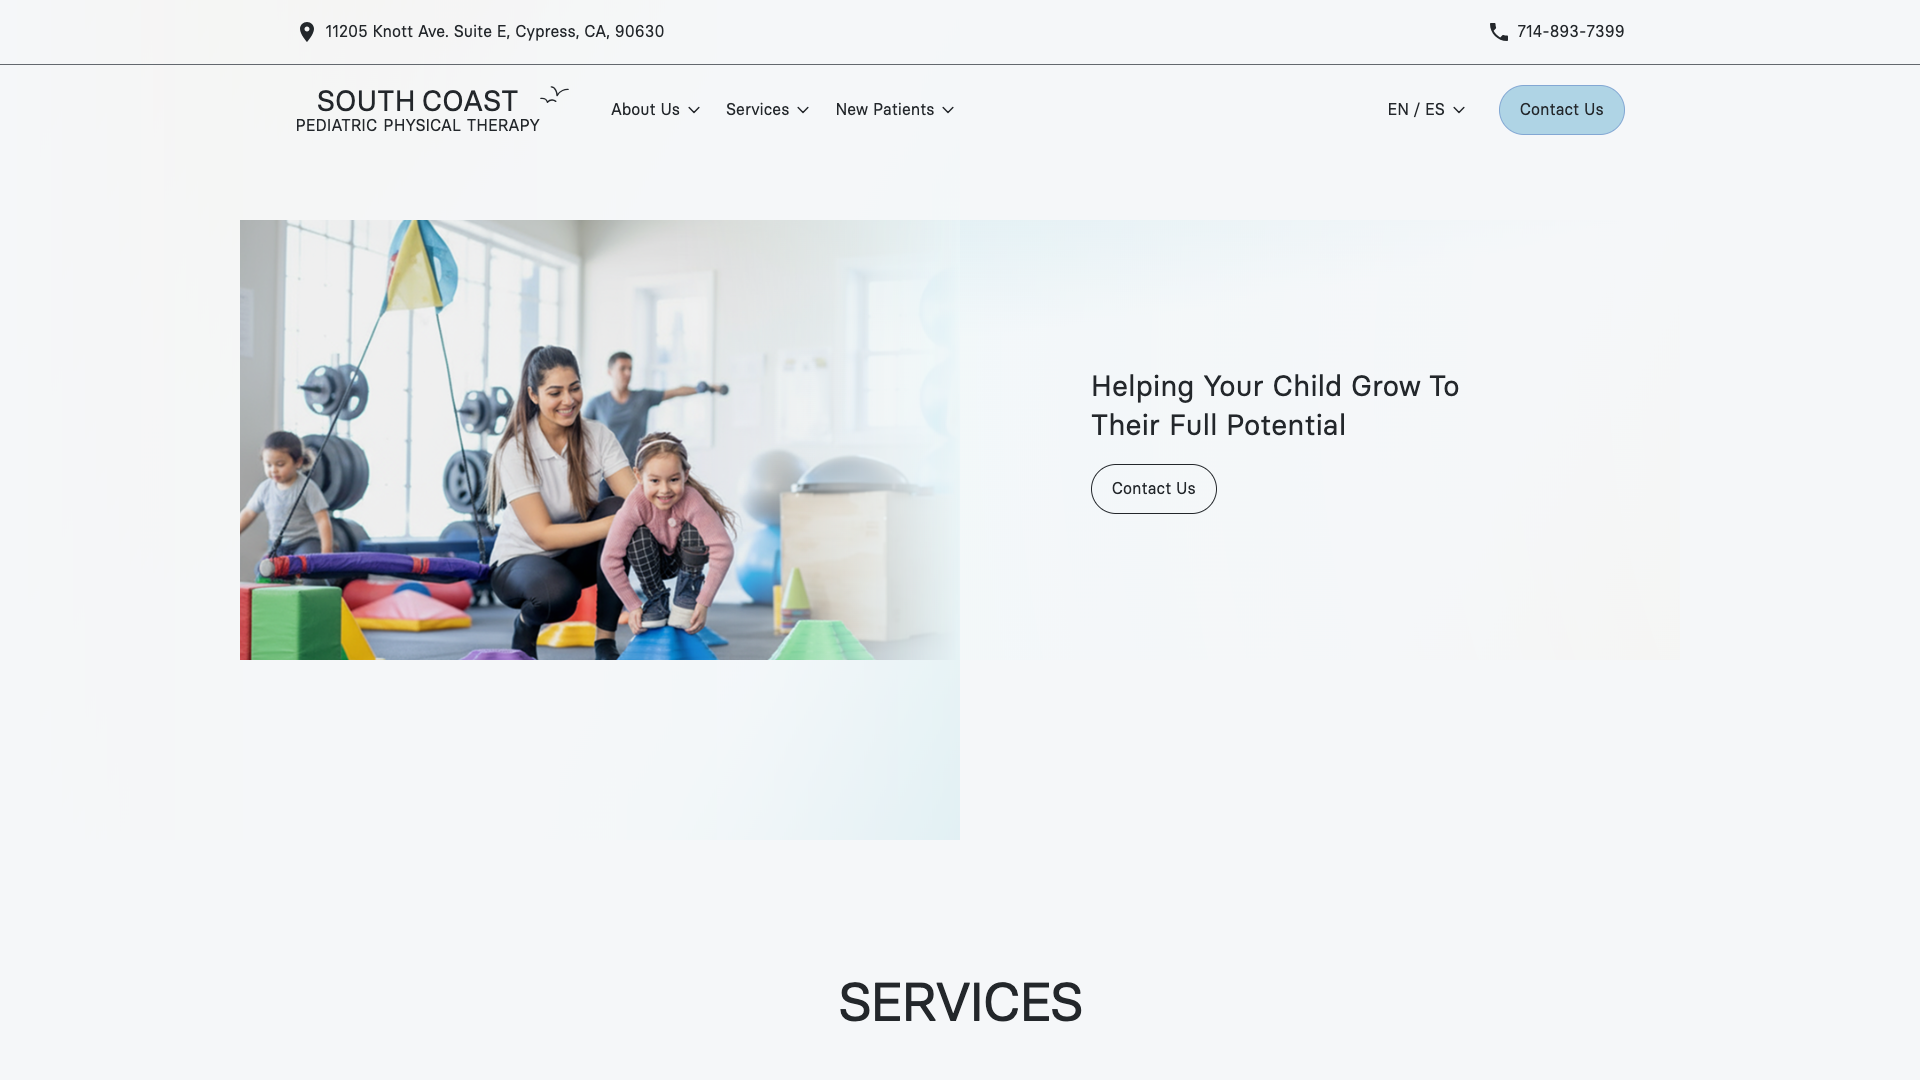 11205 Knott Ave. Suite E, Cypress, CA, 90630
714-893-7399
SOUTH COAST
PEDIATRIC PHYSICAL THERAPY
About Us
Services
New Patients
EN / ES
Contact Us
Helping Your Child Grow To
Their Full Potential
Contact Us
SERVICES